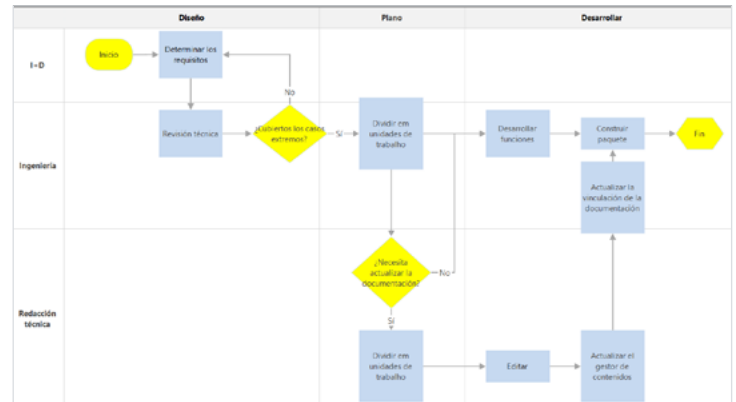 Diseño
Plano
Desarrollar
I+D
Inicio
Determinar los
requisitos
No
Ingeniería
Revisión técnica
¿Cubiertos los casos
extremos?
Sí
Dividir em
unidades de
trabalho
Desarrollar
funciones
Construir
paquete
Fin
Actualizar la
vinculación de la
documentación
Redacción
técnica
¿Necesita
actualizar la
documentación?
No
Sí
Dividir em
unidades de
trabalho
Editar
Actualizar el
gestor de
contenidos